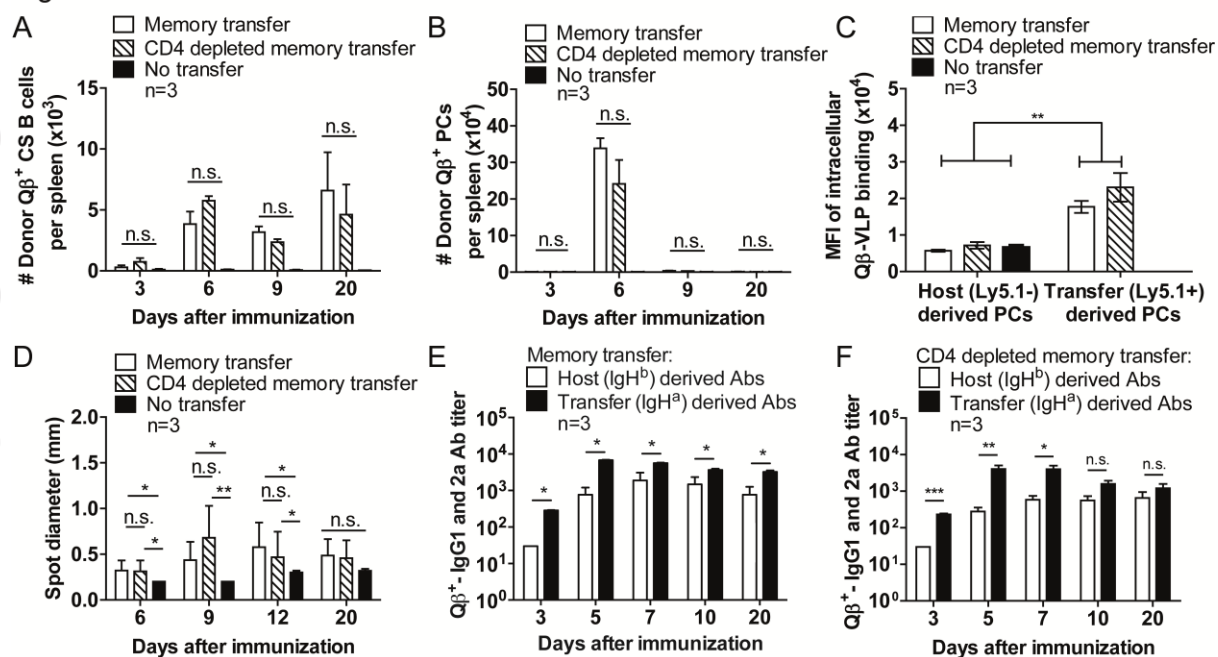 A
Memory transfer
CD4 depleted memory transfer
No transfer
n=3
# Donor Qβ⁺ CS B cells
per spleen (x10³)
15
10
5
0
n.s.
n.s.
n.s.
n.s.
3 6 9 20
Days after immunization
B
Memory transfer
CD4 depleted memory transfer
No transfer
n=3
# Donor Qβ⁺ PCs
per spleen (x10⁴)
50
40
30
20
10
0
n.s.
n.s.
n.s.
n.s.
3 6 9 20
Days after immunization
C
Memory transfer
CD4 depleted memory transfer
No transfer
n=3
MFI of intracellular
Qβ-VLP binding (x10⁴)
5
4
3
2
1
0
**
Host (Ly5.1-) Transfer (Ly5.1+)
derived PCs derived PCs
D
Memory transfer
CD4 depleted memory transfer
No transfer
n=3
Spot diameter (mm)
2.0
1.5
1.0
0.5
0.0
*
n.s.
*
*
n.s.
**
*
n.s.
*
n.s.
6 9 12 20
Days after immunization
E
Memory transfer:
Host (IgHᵇ) derived Abs
Transfer (IgHᵃ) derived Abs
n=3
Qβ⁺- IgG1 and 2a Ab titer
10⁵
10⁴
10³
10²
10¹
10⁰
* * * * *
3 5 7 10 20
Days after immunization
F
CD4 depleted memory transfer:
Host (IgHᵇ) derived Abs
Transfer (IgHᵃ) derived Abs
n=3
Qβ⁺- IgG1 and 2a Ab titer
10⁵
10⁴
10³
10²
10¹
10⁰
*** ** * n.s. n.s.
3 5 7 10 20
Days after immunization